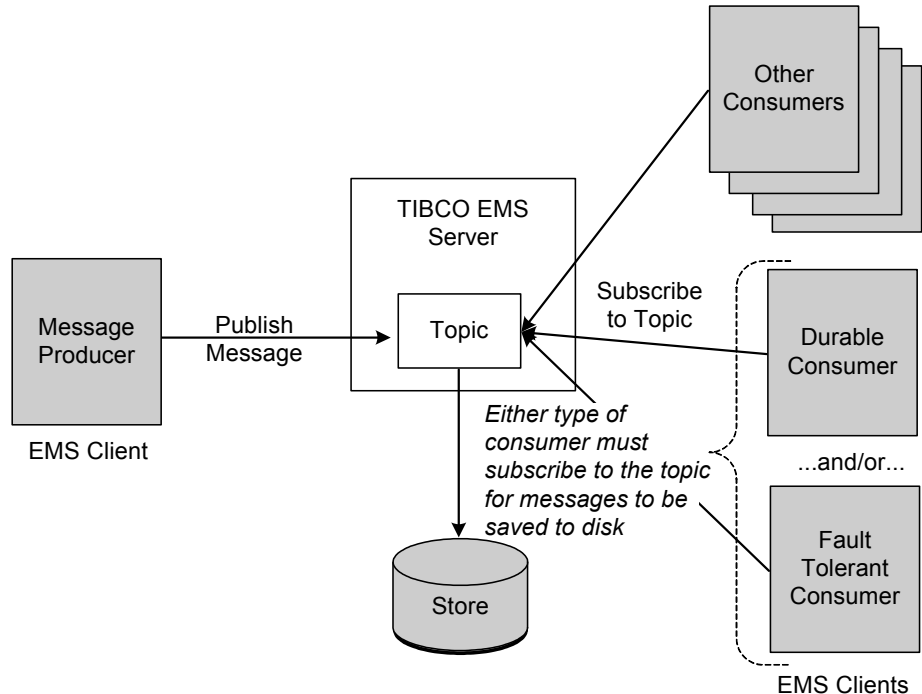 Other
Consumers
TIBCO EMS
Server
Message
Producer
Publish
Message
Topic
Subscribe
to Topic
Durable
Consumer
EMS Client
Either type of
consumer must
subscribe to the topic
for messages to be
saved to disk
...and/or...
Fault
Tolerant
Consumer
Store
EMS Clients